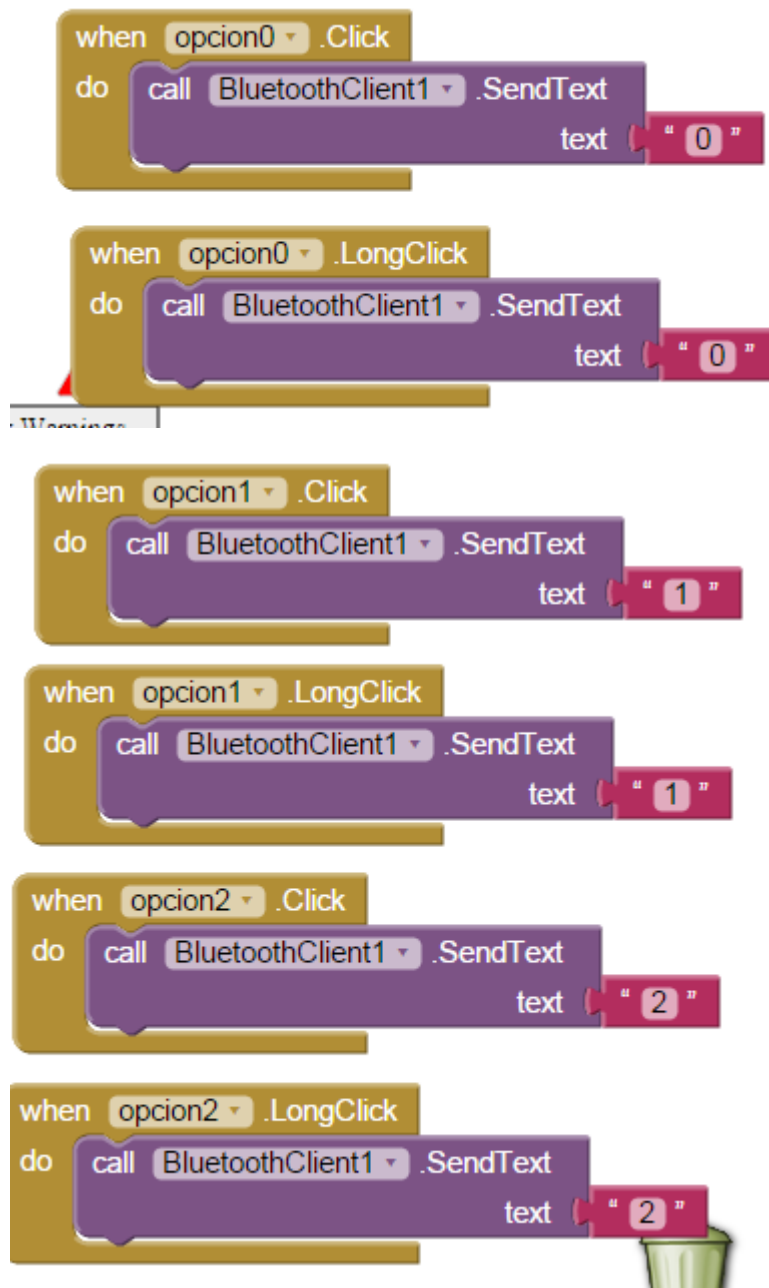 when opcion0 .Click
do call BluetoothClient1 .SendText
text " 0 "
when opcion0 .LongClick
do call BluetoothClient1 .SendText
text " 0 "
Warnings
when opcion1 .Click
do call BluetoothClient1 .SendText
text " 1 "
when opcion1 .LongClick
do call BluetoothClient1 .SendText
text " 1 "
when opcion2 .Click
do call BluetoothClient1 .SendText
text " 2 "
when opcion2 .LongClick
do call BluetoothClient1 .SendText
text " 2 "